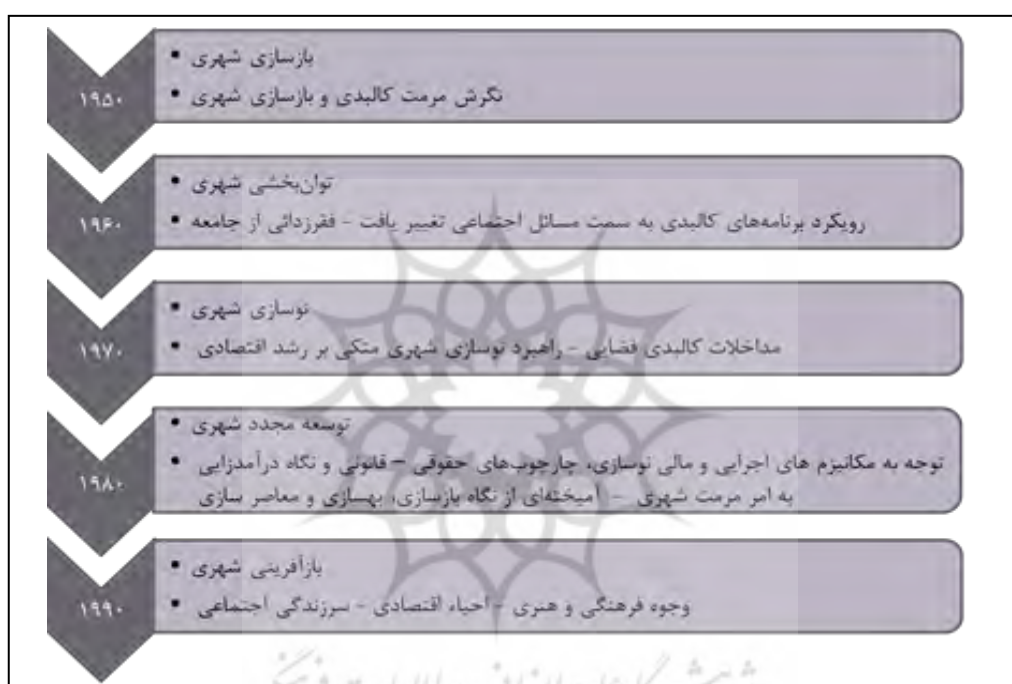 ۱۹۵۰
بازسازی شهری
نگرش مرمت کالبدی و بازسازی شهری
۱۹۶۰
توان‌بخشی شهری
رویکرد برنامه‌های کالبدی به سمت مسائل اجتماعی تغییر یافت - فقرزدائی از جامعه
۱۹۷۰
نوسازی شهری
مداخلات کالبدی فضایی - راهبرد نوسازی شهری متکی بر رشد اقتصادی
۱۹۸۰
توسعه مجدد شهری
توجه به مکانیزم های اجرایی و مالی نوسازی، چارچوب‌های حقوقی – قانونی و نگاه درآمدزایی
به امر مرمت شهری - آمیخته‌ای از نگاه بازسازی، بهسازی و معاصر سازی
۱۹۹۰
بازآفرینی شهری
وجوه فرهنگی و هنری - احیاء اقتصادی - سرزندگی اجتماعی